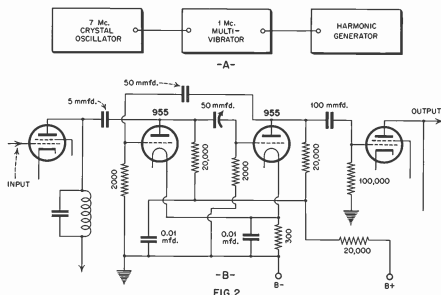 7 Mc.
CRYSTAL
OSCILLATOR
1 Mc.
MULTI-
VIBRATOR
HARMONIC
GENERATOR
-A-
50 mmfd.
5 mmfd.
955
50 mmfd.
955
100 mmfd.
OUTPUT
INPUT
2000
20,000
2000
20,000
100,000
0.01
mfd.
0.01
mfd.
300
20,000
-B-
B-
B+
FIG. 2